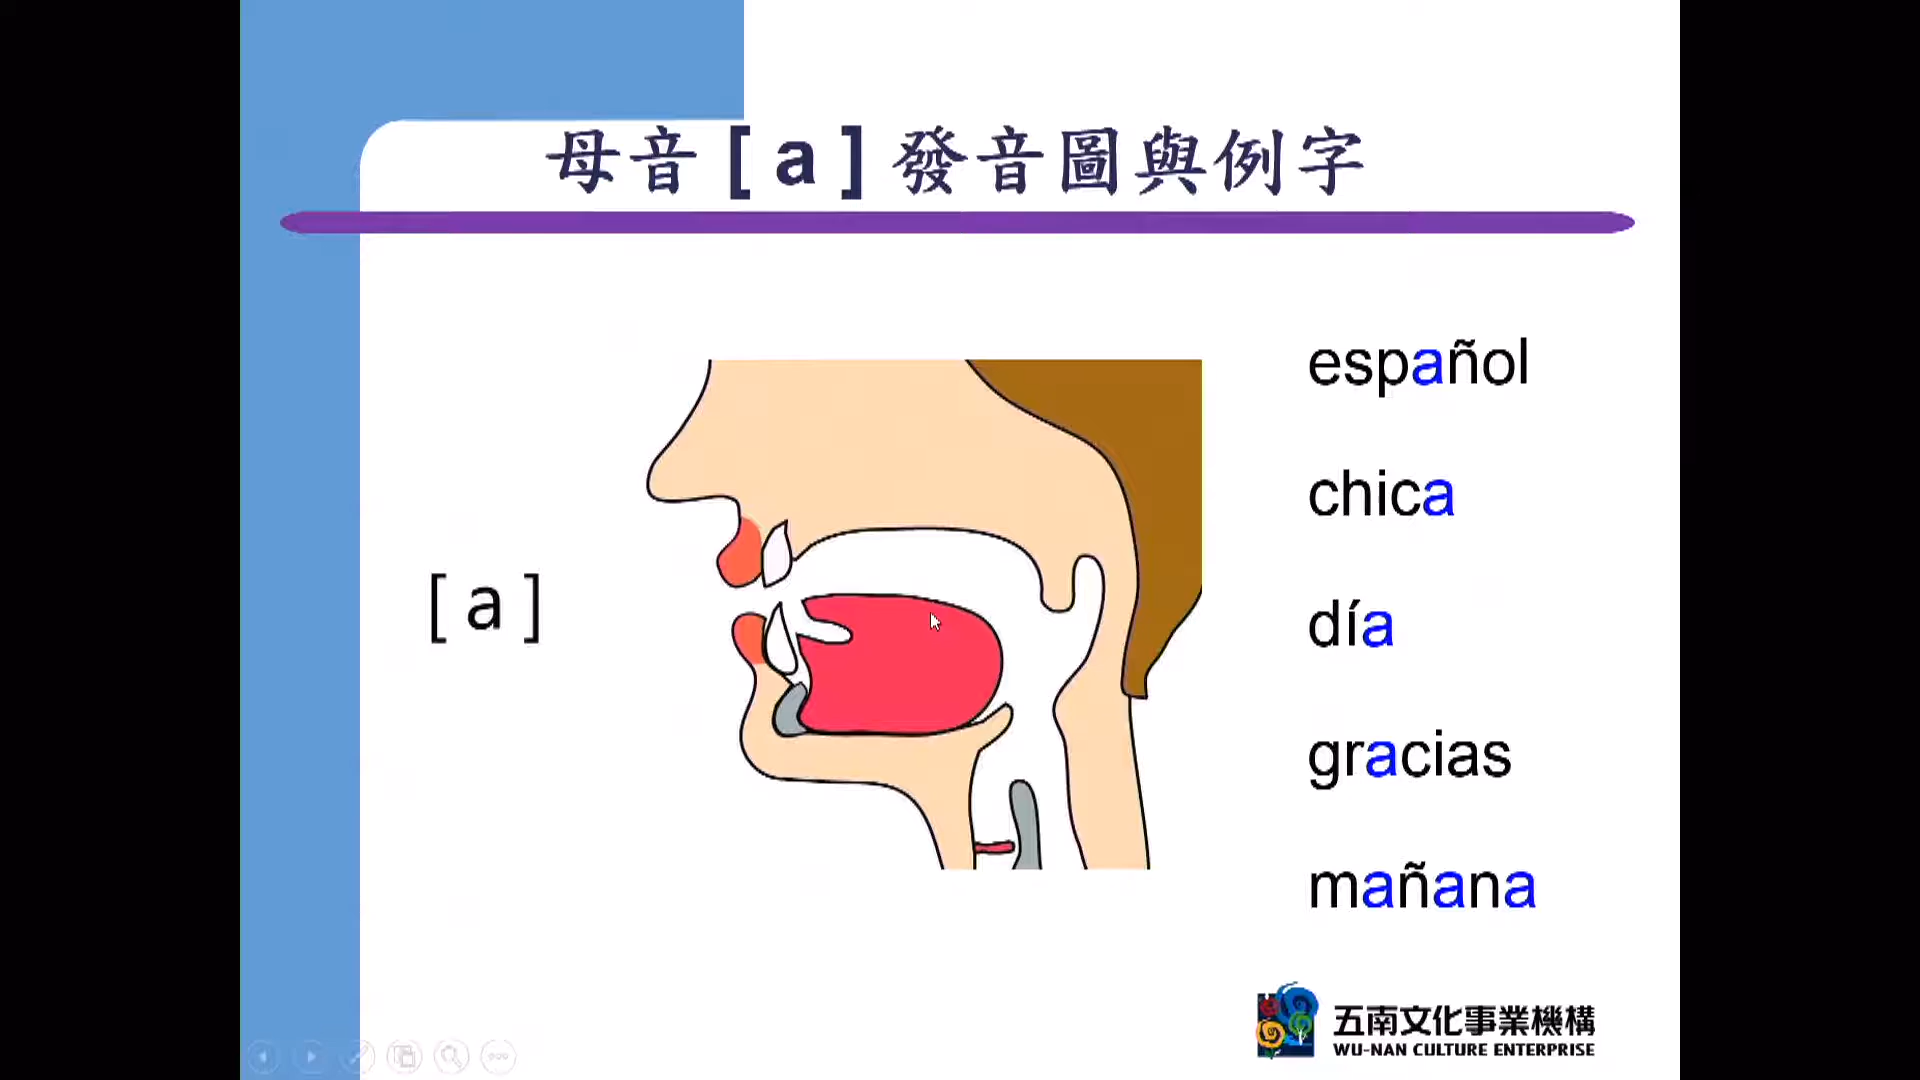 母音 [ a ] 發音圖與例字
[ a ]
español
chica
día
gracias
mañana
五南文化事業機構
WU-NAN CULTURE ENTERPRISE